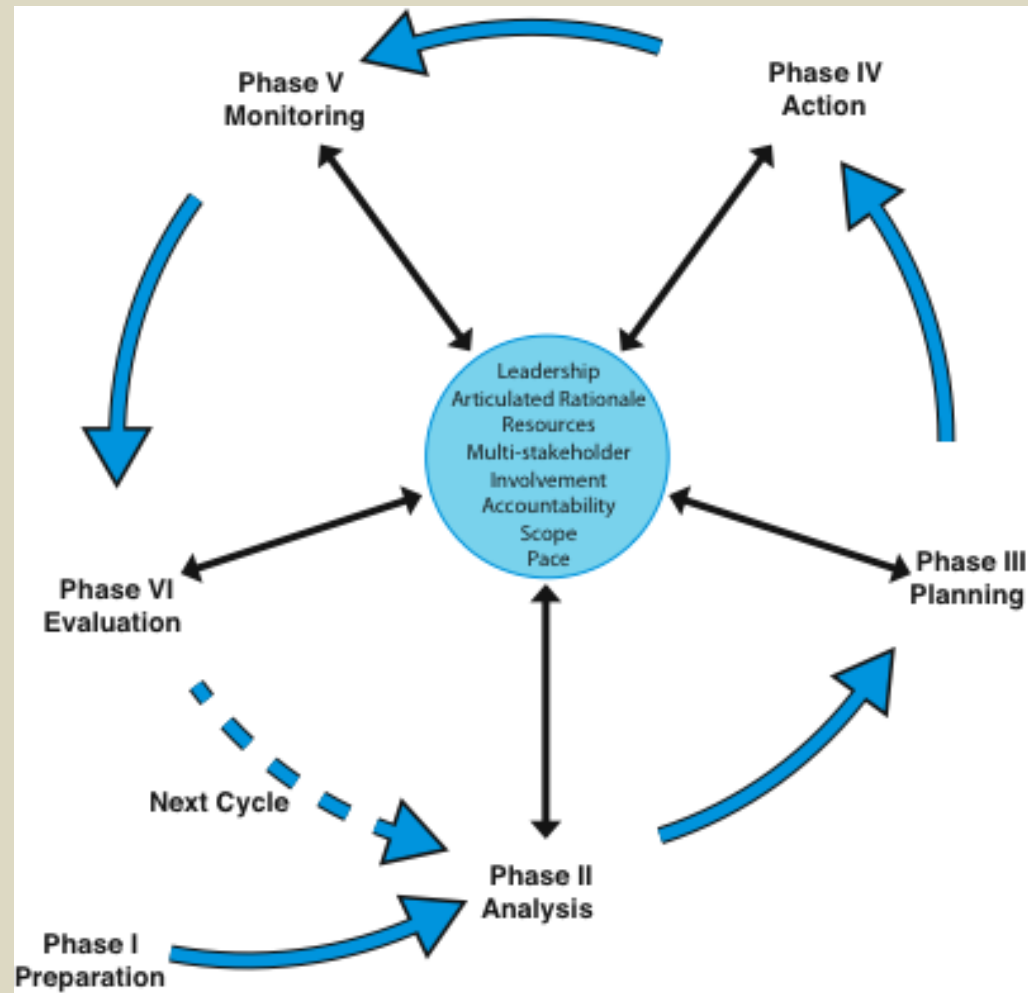 Phase V
Monitoring
Phase IV
Action
Leadership
Articulated Rationale
Resources
Multi-stakeholder
Involvement
Accountability
Scope
Pace
Phase VI
Evaluation
Phase III
Planning
Next Cycle
Phase II
Analysis
Phase I
Preparation